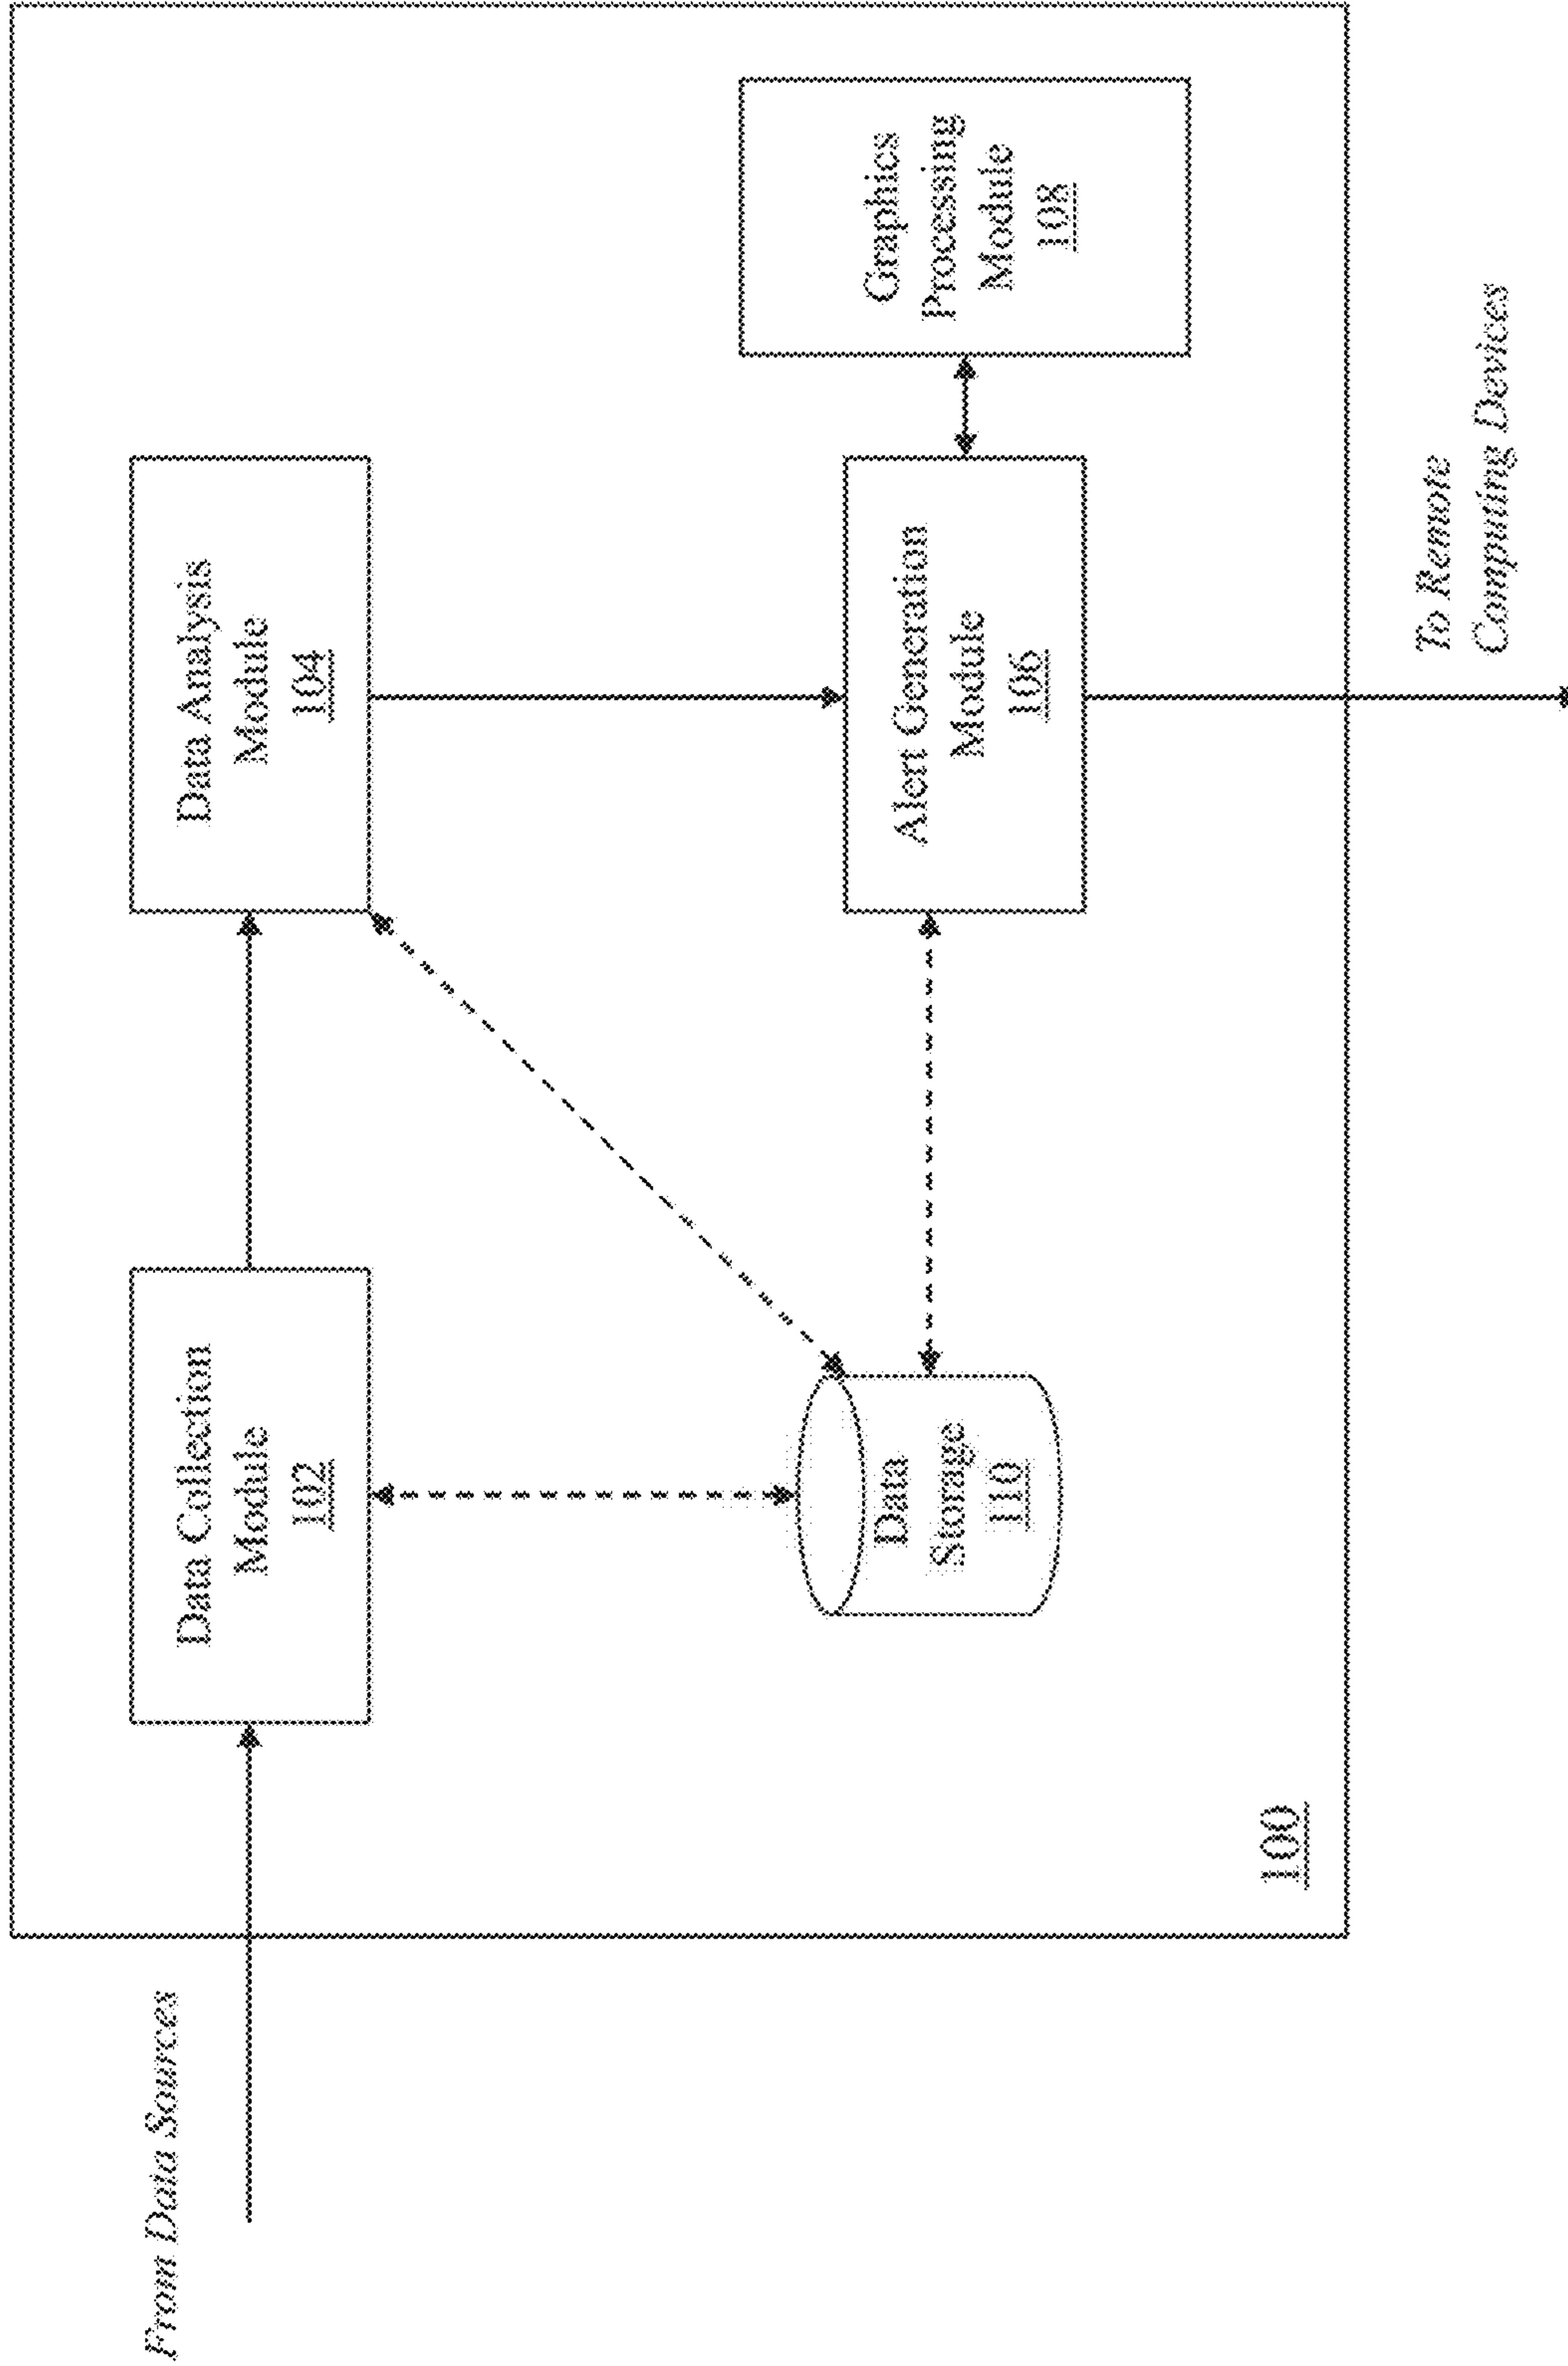 From Data Sources
Data Collection
Module
102
Data Analysis
Module
104
Data
Storage
110
Alert Generation
Module
106
Graphics
Processing
Module
108
100
To Remote
Computing Devices